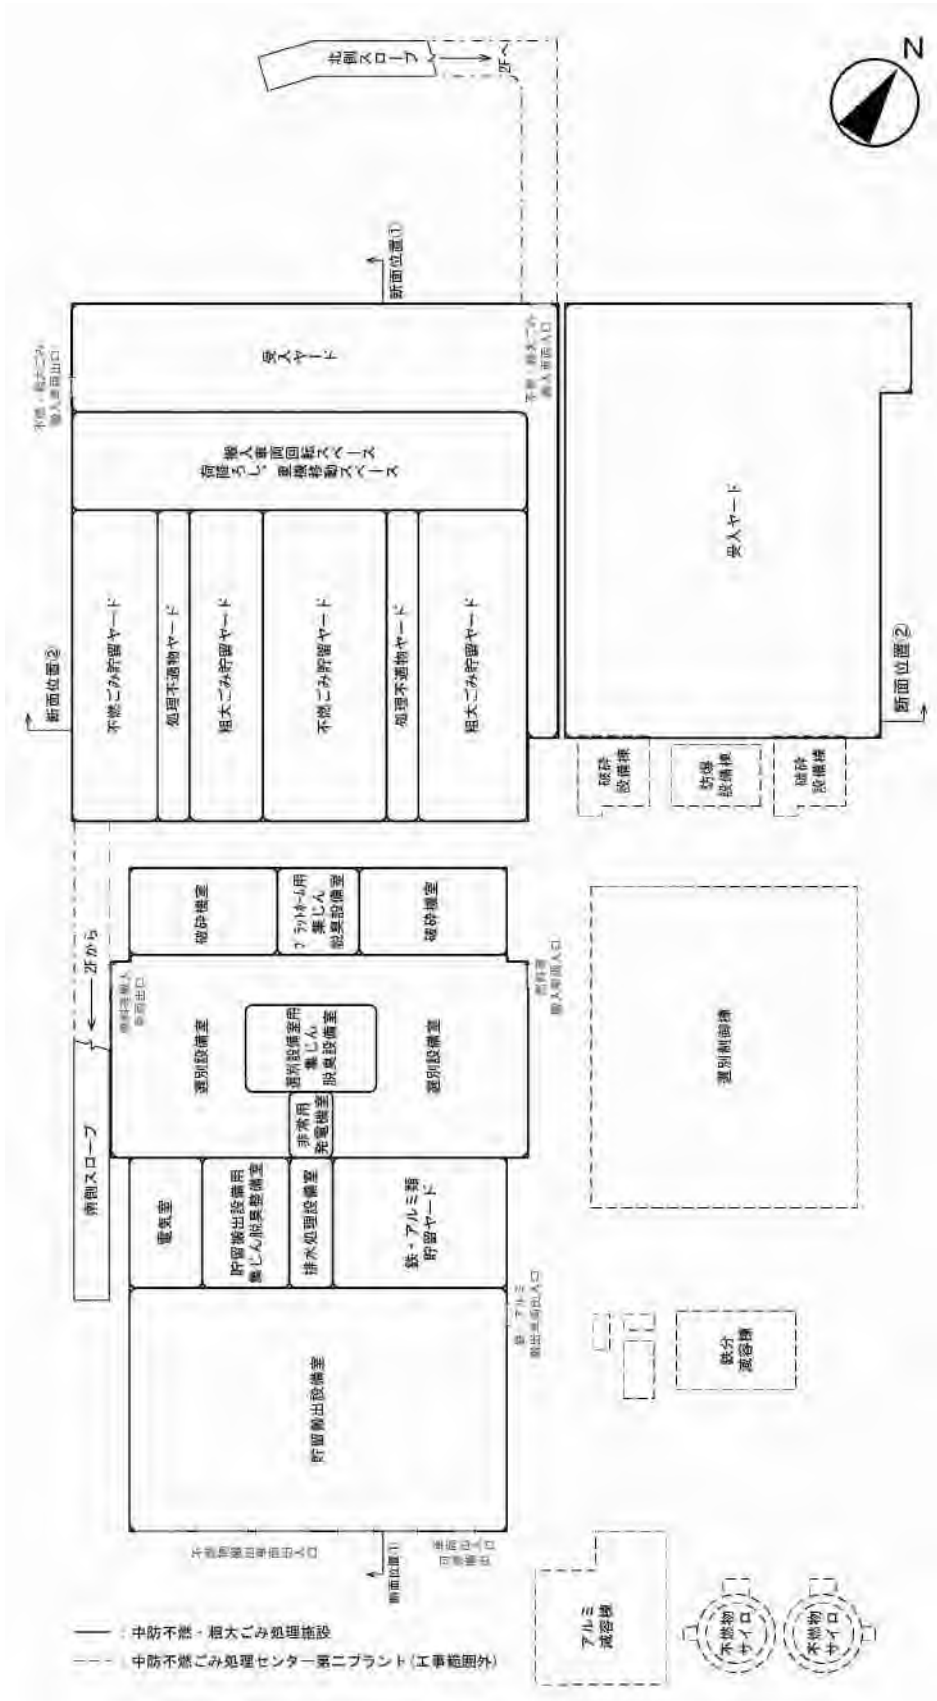 N
北側スロープ
2Fへ
断面位置①
受入ヤード
不燃・粗大ごみ
搬入車両出口
不燃・粗大ごみ
搬入車両入口
搬入車両回転スペース
荷降ろし、重機移動スペース
受入ヤード
断面位置②
不燃ごみ貯留ヤード
処理不適物ヤード
粗大ごみ貯留ヤード
不燃ごみ貯留ヤード
処理不適物ヤード
粗大ごみ貯留ヤード
断面位置②
破砕
設備棟
防爆
設備棟
破砕
設備棟
2Fから
破砕機室
プラットホーム用
集じん
脱臭設備室
破砕機室
車両出口
選別設備室
選別設備室用
集じん
脱臭設備室
選別設備室
非常用
発電機室
選別制御棟
南側スロープ
電気室
貯留搬出設備用
集じん脱臭整備室
排水処理設備室
鉄・アルミ類
貯留ヤード
鉄・アルミ
搬出車両出入口
貯留搬出設備室
鉄分
減容棟
断面位置①
アルミ
減容棟
不燃物
サイロ
不燃物
サイロ
：中防不燃・粗大ごみ処理施設
：中防不燃ごみ処理センター第二プラント(工事範囲外)